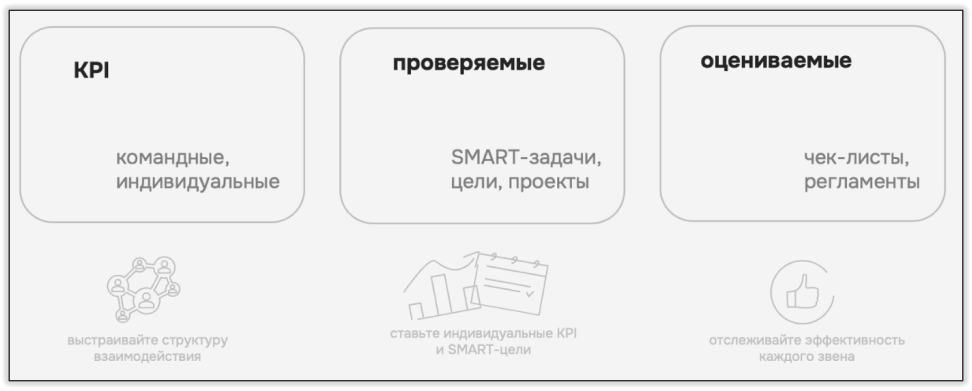 KPI
командные,
индивидуальные
проверяемые
SMART-задачи,
цели, проекты
оцениваемые
чек-листы,
регламенты
выстраивайте структуру
взаимодействия
ставьте индивидуальные KPI
и SMART-цели
отслеживайте эффективность
каждого звена